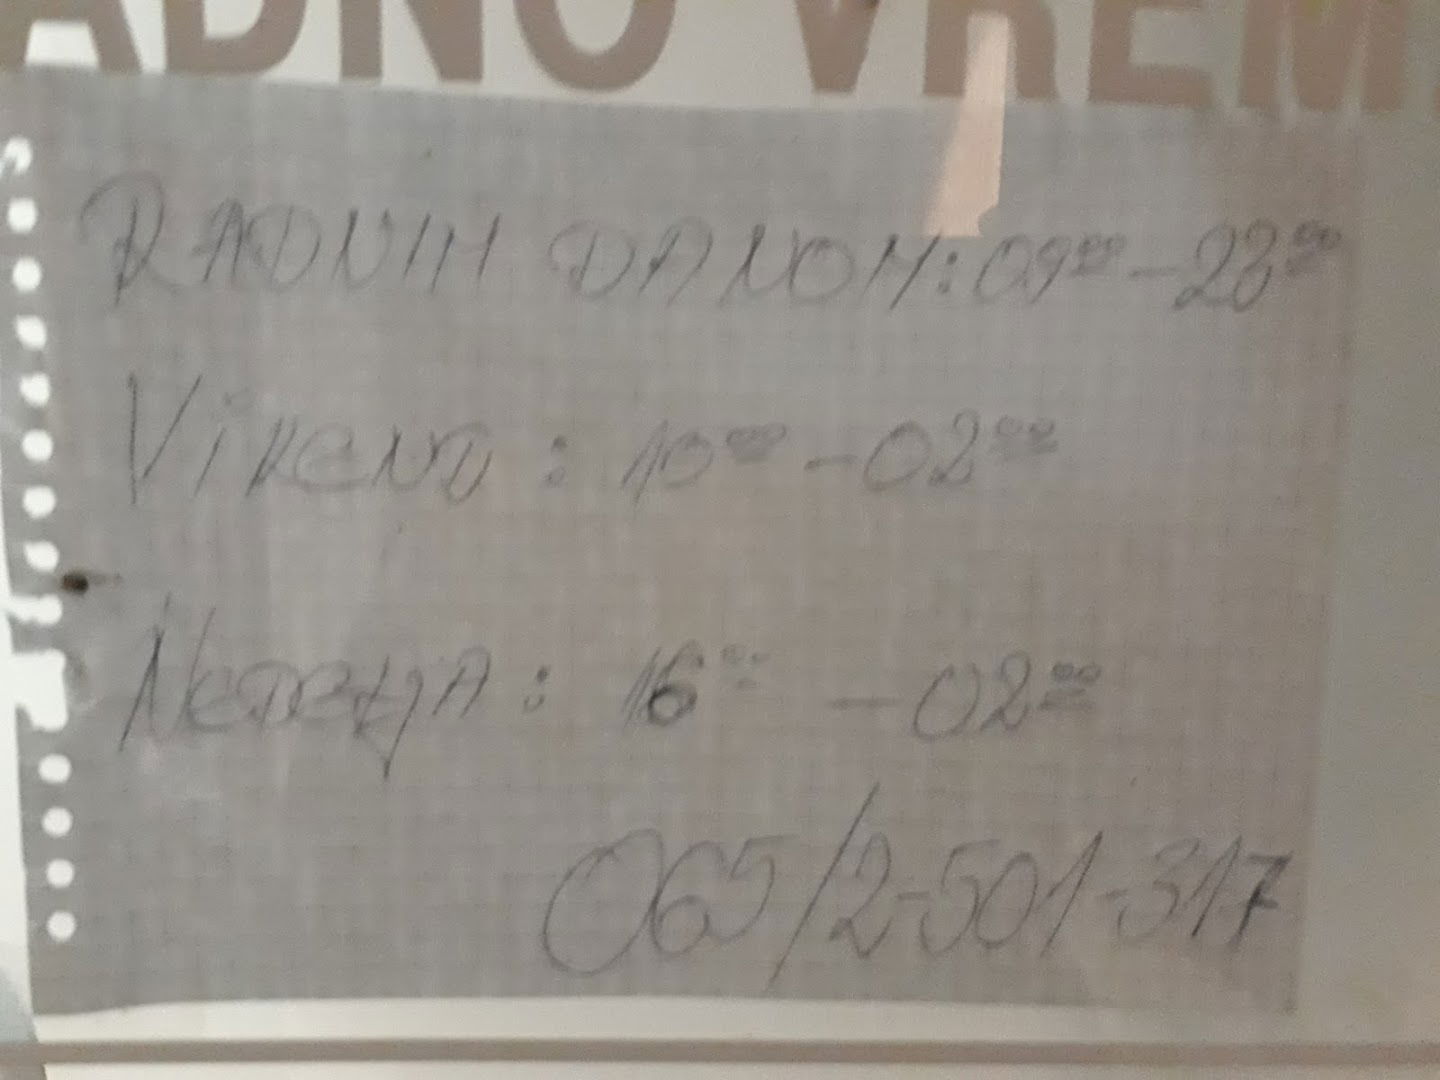 ADNO VREM
RADNIM DANOM: 09⁰⁰ - 23⁰⁰
Vikend : 10⁰⁰ - 02⁰⁰
Nedelja : 16⁰⁰ - 02⁰⁰
065/2-501-317